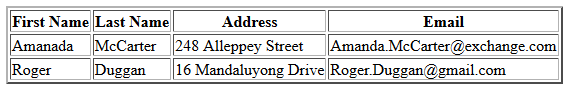 First Name Last Name Address Email
Amanada McCarter 248 Alleppey Street Amanda.McCarter@exchange.com
Roger Duggan 16 Mandaluyong Drive Roger.Duggan@gmail.com